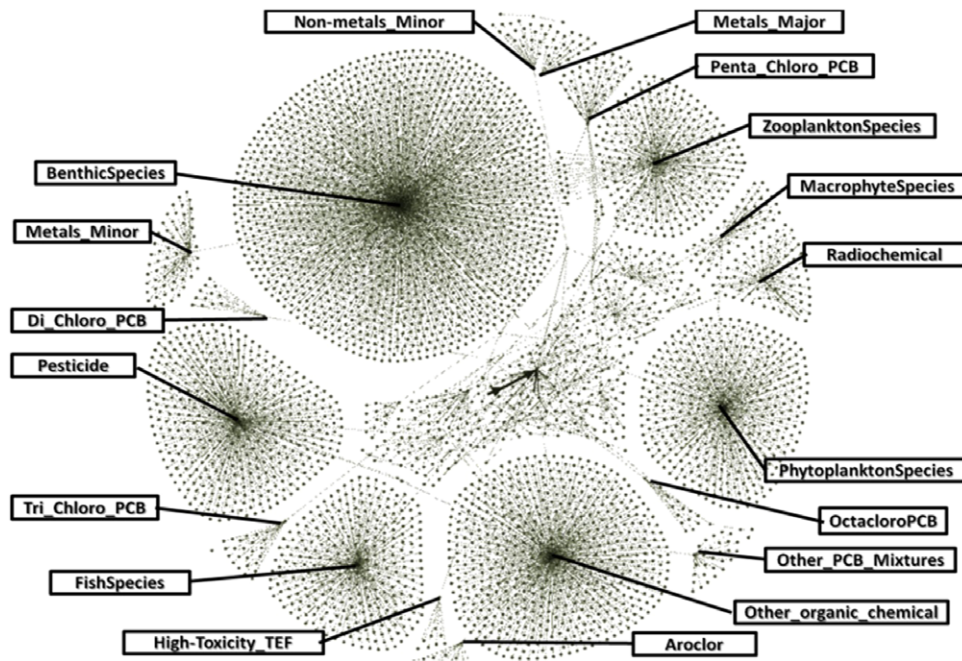 Non-metals_Minor
Metals_Major
Penta_Chloro_PCB
ZooplanktonSpecies
BenthicSpecies
MacrophyteSpecies
Metals_Minor
Radiochemical
Di_Chloro_PCB
Pesticide
PhytoplanktonSpecies
Tri_Chloro_PCB
OctacloroPCB
Other_PCB_Mixtures
FishSpecies
Other_organic_chemical
High-Toxicity_TEF
Aroclor